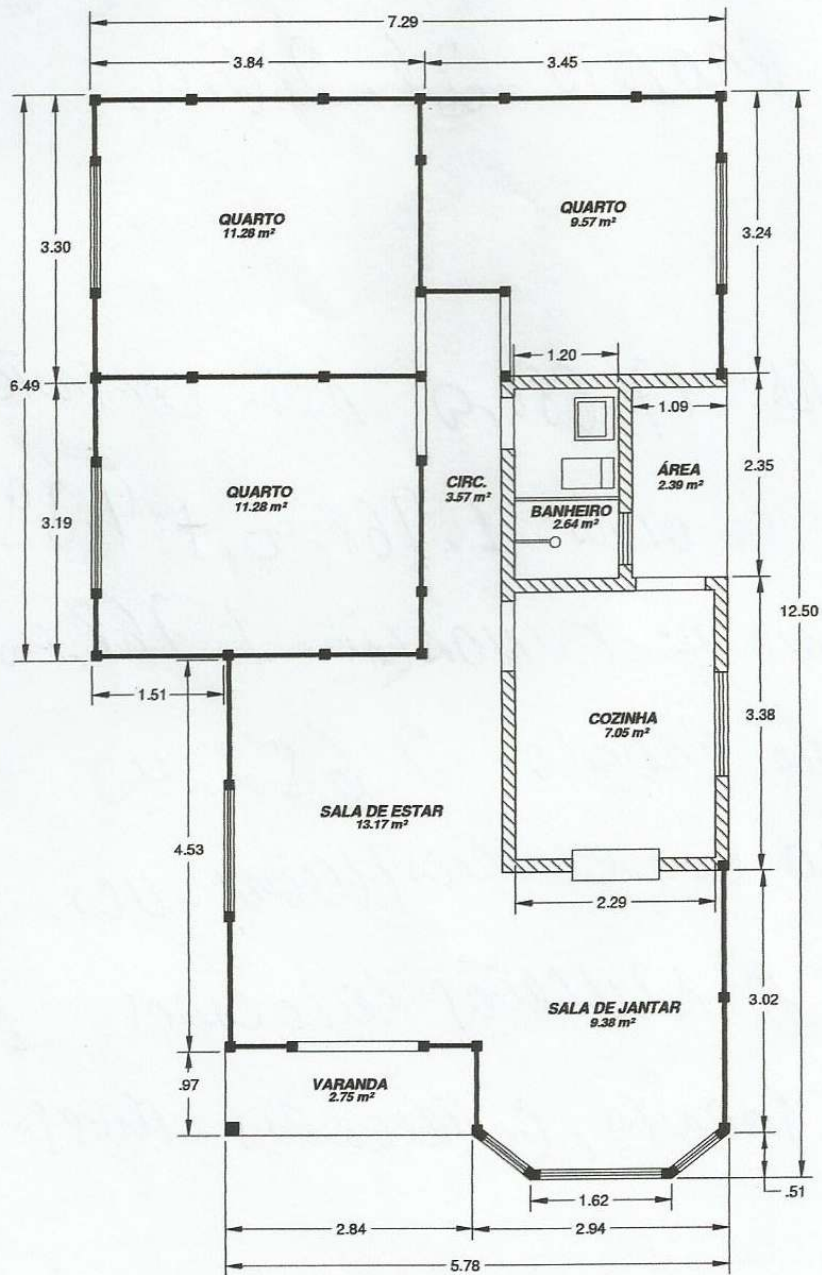 7.29
3.84
3.45
QUARTO
11.28 m²
QUARTO
9.57 m²
3.30
3.24
6.49
1.20
1.09
2.35
ÁREA
2.39 m²
CIRC.
3.57 m²
BANHEIRO
2.64 m²
QUARTO
11.28 m²
3.19
12.50
1.51
COZINHA
7.05 m²
3.38
SALA DE ESTAR
13.17 m²
4.53
2.29
SALA DE JANTAR
9.38 m²
3.02
VARANDA
2.75 m²
.97
1.62
.51
2.84
2.94
5.78